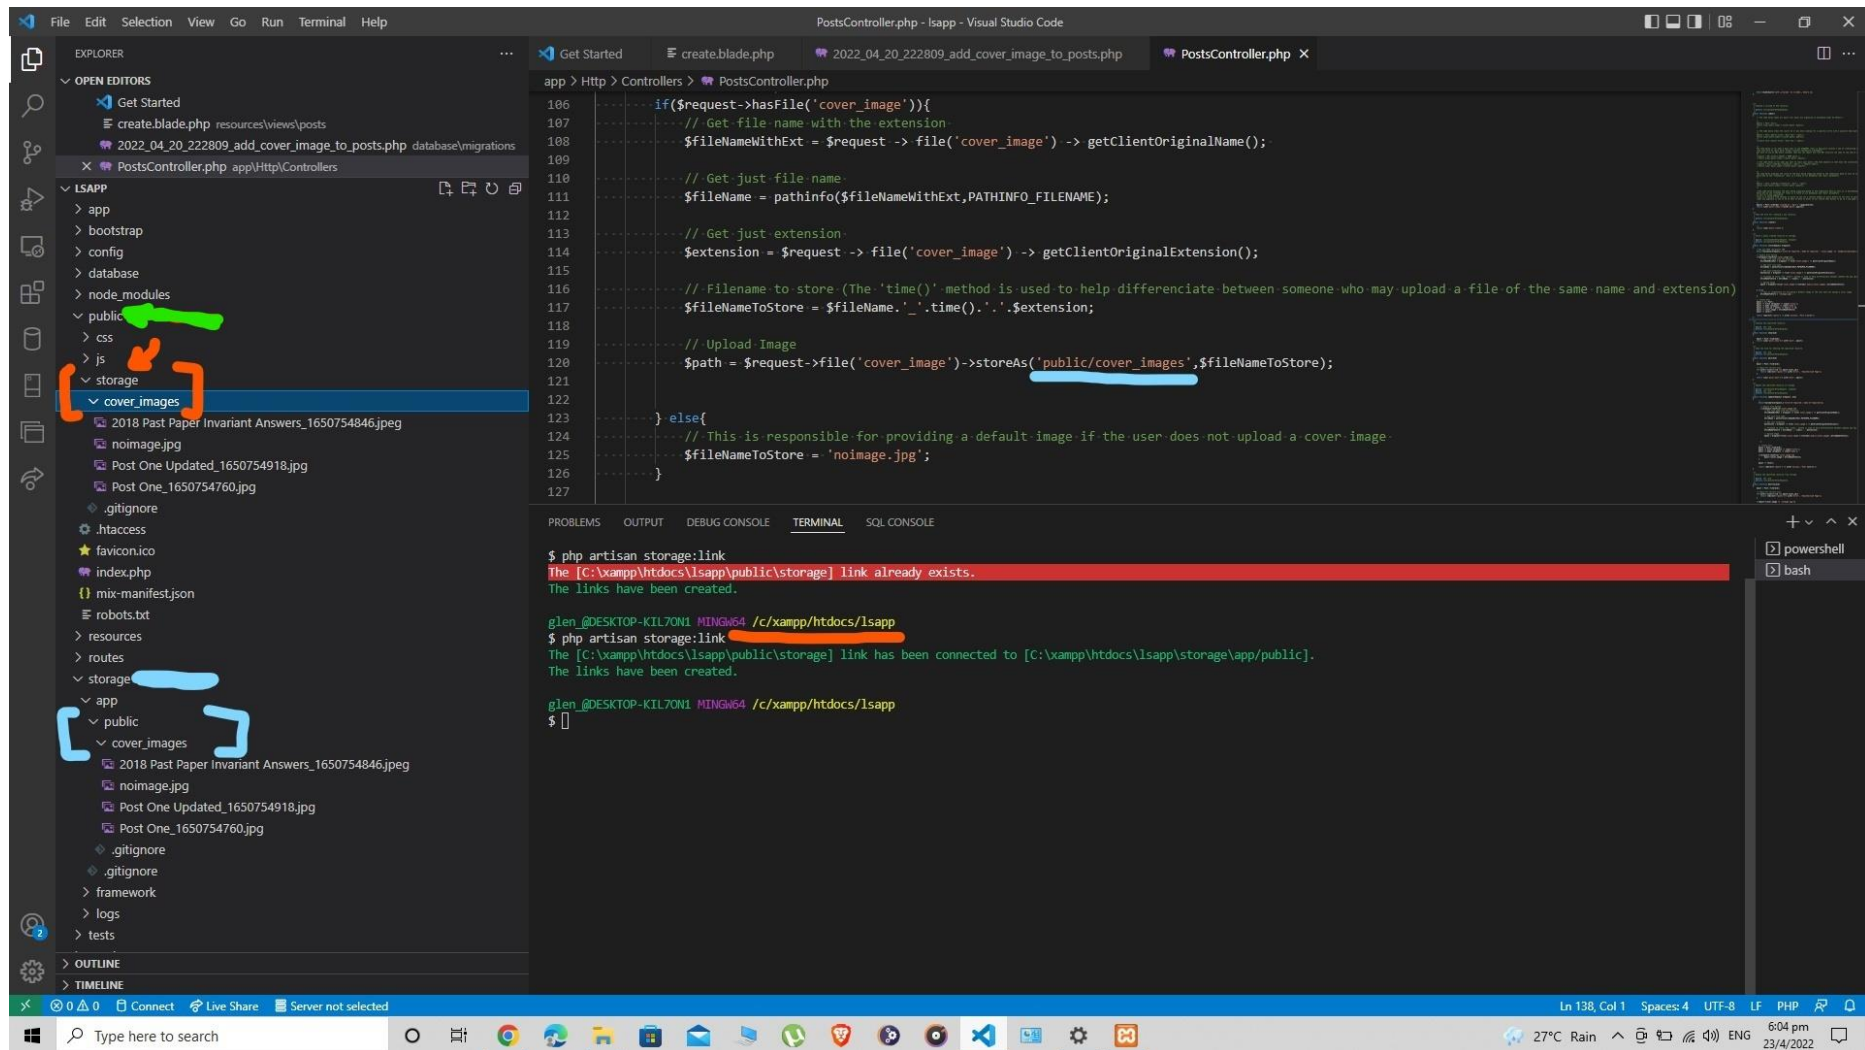 File Edit Selection View Go Run Terminal Help
PostsController.php - lsapp - Visual Studio Code
EXPLORER
OPEN EDITORS
Get Started
create.blade.php resources\views\posts
2022_04_20_222809_add_cover_image_to_posts.php database\migrations
PostsController.php app\Http\Controllers
LSAPP
app
bootstrap
config
database
node_modules
public
css
js
storage
cover_images
2018 Past Paper Invariant Answers_1650754846.jpeg
noimage.jpg
Post One Updated_1650754918.jpg
Post One_1650754760.jpg
.gitignore
.htaccess
favicon.ico
index.php
mix-manifest.json
robots.txt
resources
routes
storage
app
public
cover_images
2018 Past Paper Invariant Answers_1650754846.jpeg
noimage.jpg
Post One Updated_1650754918.jpg
Post One_1650754760.jpg
.gitignore
.gitignore
framework
logs
tests
OUTLINE
TIMELINE
Get Started create.blade.php 2022_04_20_222809_add_cover_image_to_posts.php PostsController.php
app > Http > Controllers > PostsController.php
106 if($request->hasFile('cover_image')){
107 // Get file name with the extension
108 $fileNameWithExt = $request -> file('cover_image') -> getClientOriginalName();
109
110 // Get just file name
111 $fileName = pathinfo($fileNameWithExt,PATHINFO_FILENAME);
112
113 // Get just extension
114 $extension = $request -> file('cover_image') -> getClientOriginalExtension();
115
116 // Filename to store (The 'time()' method is used to help differenciate between someone who may upload a file of the same name and extension)
117 $fileNameToStore = $fileName.'_'.time().'.'.$extension;
118
119 // Upload Image
120 $path = $request->file('cover_image')->storeAs('public/cover_images',$fileNameToStore);
121
122
123 } else{
124 // This is responsible for providing a default image if the user does not upload a cover image
125 $fileNameToStore = 'noimage.jpg';
126 }
127
PROBLEMS OUTPUT DEBUG CONSOLE TERMINAL SQL CONSOLE
$ php artisan storage:link
The [C:\xampp\htdocs\lsapp\public\storage] link already exists.
The links have been created.
glen_@DESKTOP-KIL7ON1 MINGW64 /c/xampp/htdocs/lsapp
$ php artisan storage:link
The [C:\xampp\htdocs\lsapp\public\storage] link has been connected to [C:\xampp\htdocs\lsapp\storage\app/public].
The links have been created.
glen_@DESKTOP-KIL7ON1 MINGW64 /c/xampp/htdocs/lsapp
$
powershell
bash
2
0 0 Connect Live Share Server not selected
Ln 138, Col 1 Spaces: 4 UTF-8 LF PHP
Type here to search
27°C Rain ENG
6:04 pm
23/4/2022